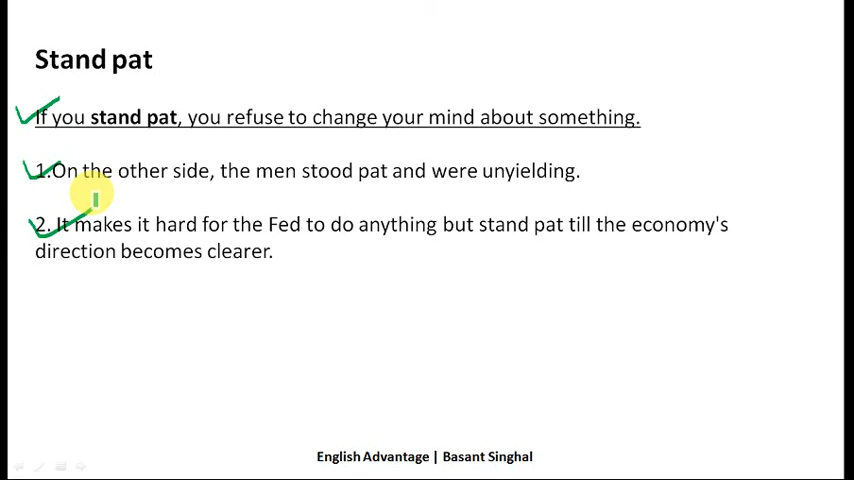 Stand pat
If you stand pat, you refuse to change your mind about something.
1.On the other side, the men stood pat and were unyielding.
2. It makes it hard for the Fed to do anything but stand pat till the economy's
direction becomes clearer.
English Advantage | Basant Singhal